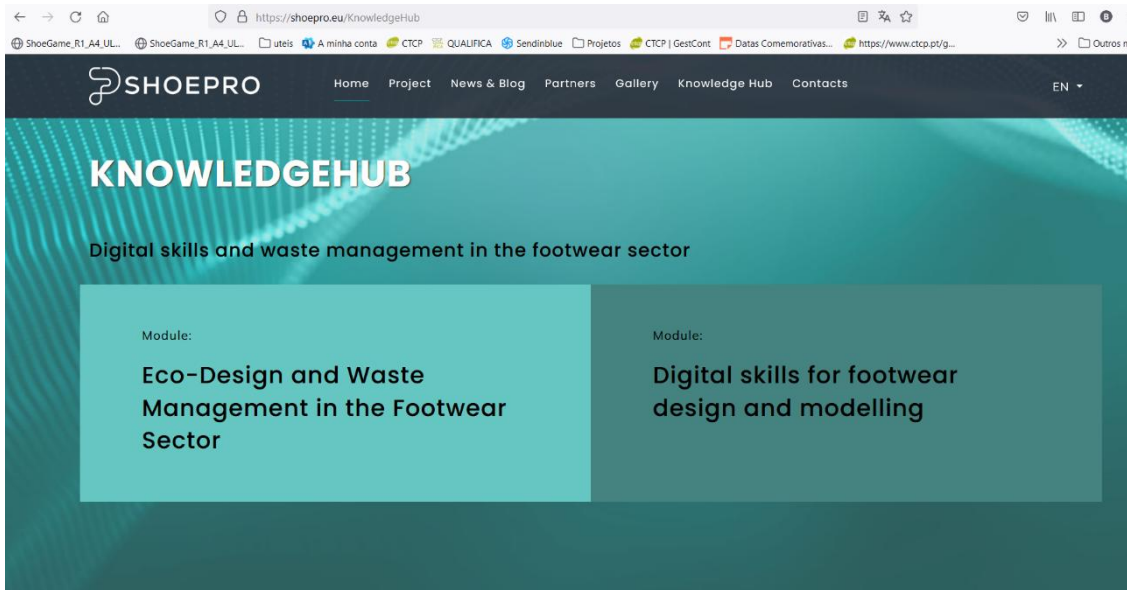 https://shoepro.eu/KnowledgeHub
ShoeGame_R1_A4_UL... ShoeGame_R1_A4_UL... uteis A minha conta CTCP QUALIFICA Sendinblue Projetos CTCP | GestCont Datas Comemorativas... https://www.ctcp.pt/g... Outros
SHOEPRO Home Project News & Blog Partners Gallery Knowledge Hub Contacts EN
KNOWLEDGEHUB
Digital skills and waste management in the footwear sector
Module:
Eco-Design and Waste
Management in the Footwear
Sector
Module:
Digital skills for footwear
design and modelling